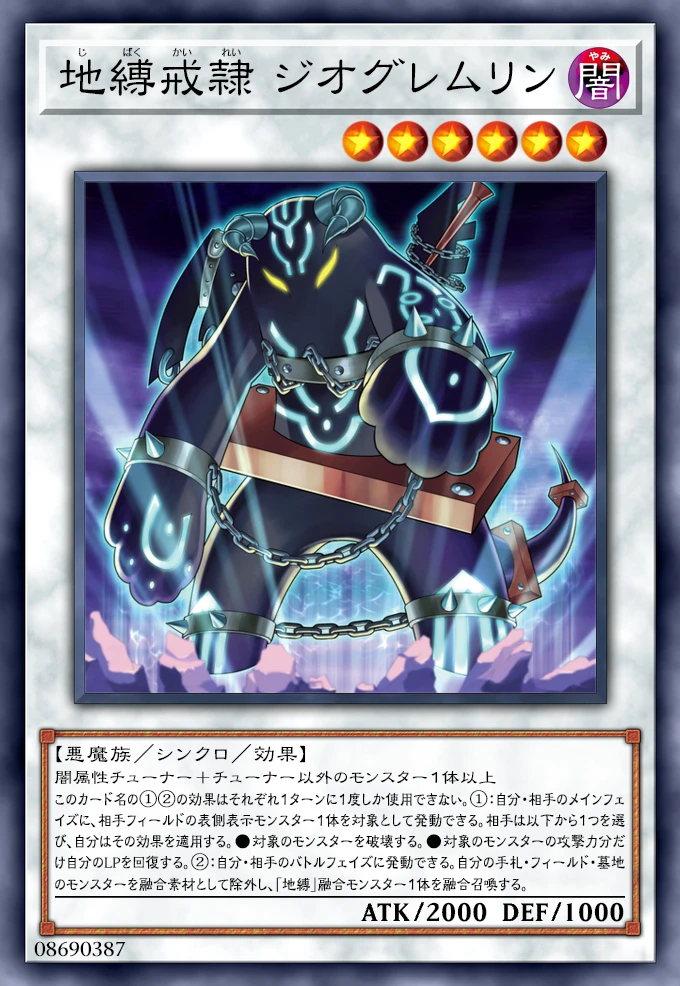 じばくかいれい
地縛戒隷 ジオグレムリン
やみ
闇
【悪魔族／シンクロ／効果】
闇属性チューナー＋チューナー以外のモンスター1体以上
このカード名の①②の効果はそれぞれ1ターンに1度しか使用できない。①：自分・相手のメインフェ
イズに、相手フィールドの表側表示モンスター1体を対象として発動できる。相手は以下から1つを選
び、自分はその効果を適用する。●対象のモンスターを破壊する。●対象のモンスターの攻撃力分だ
け自分のLPを回復する。②：自分・相手のバトルフェイズに発動できる。自分の手札・フィールド・墓地
のモンスターを融合素材として除外し、「地縛」融合モンスター1体を融合召喚する。
ATK/2000 DEF/1000
08690387